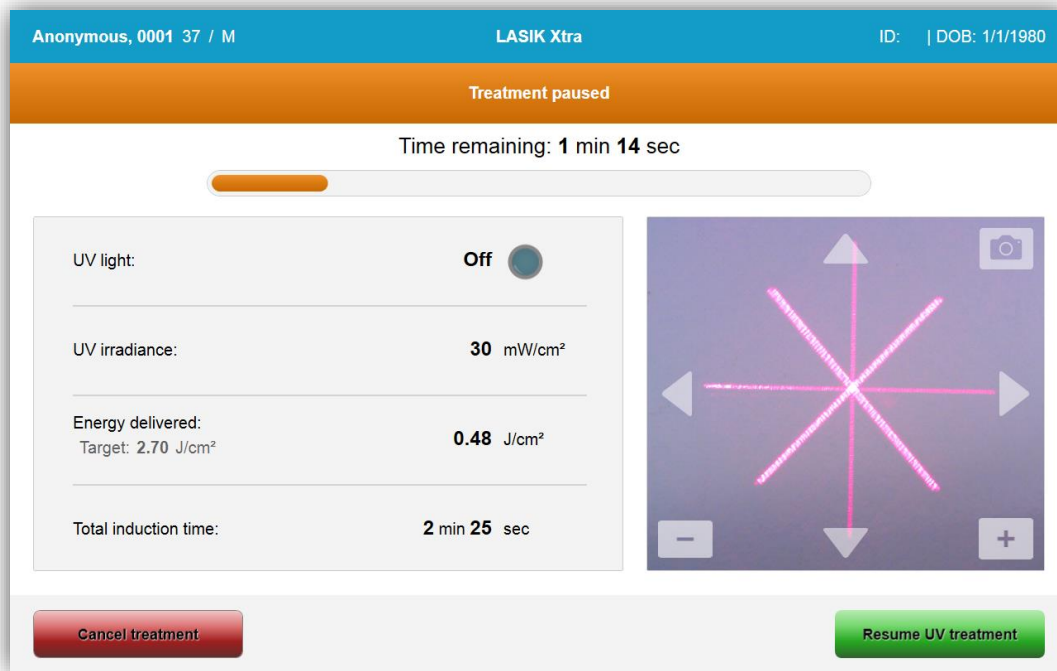 Anonymous, 0001 37 / M LASIK Xtra ID: | DOB: 1/1/1980
Treatment paused
Time remaining: 1 min 14 sec
UV light: Off
UV irradiance: 30 mW/cm²
Energy delivered: 
Target: 2.70 J/cm² 0.48 J/cm²
Total induction time: 2 min 25 sec
− +
Cancel treatment Resume UV treatment